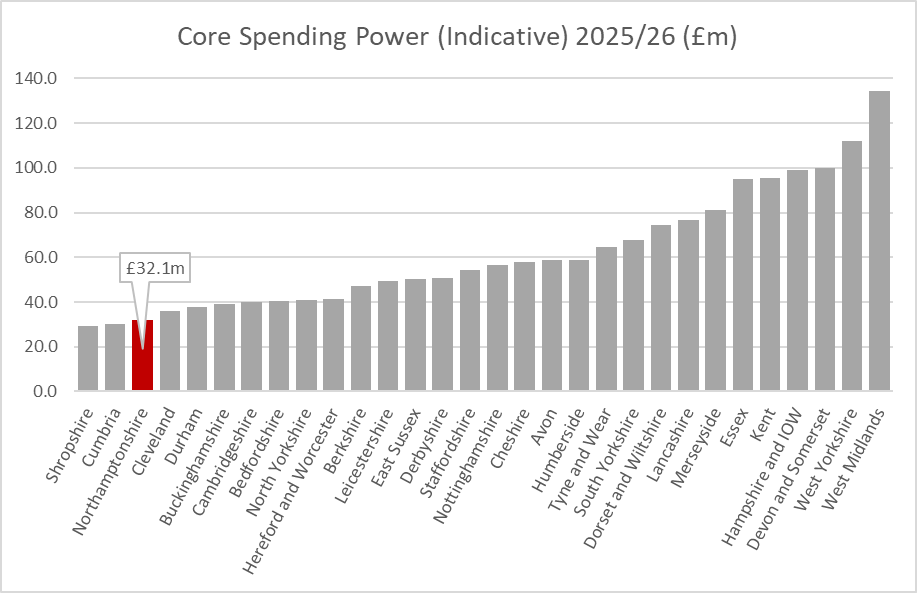 Core Spending Power (Indicative) 2025/26 (£m)
140.0
120.0
100.0
80.0
60.0
40.0
20.0
0.0
£32.1m
Shropshire
Cumbria
Northamptonshire
Cleveland
Durham
Buckinghamshire
Cambridgeshire
Bedfordshire
North Yorkshire
Hereford and Worcester
Berkshire
Leicestershire
East Sussex
Derbyshire
Staffordshire
Nottinghamshire
Cheshire
Avon
Humberside
Tyne and Wear
South Yorkshire
Dorset and Wiltshire
Lancashire
Merseyside
Essex
Kent
Hampshire and IOW
Devon and Somerset
West Yorkshire
West Midlands